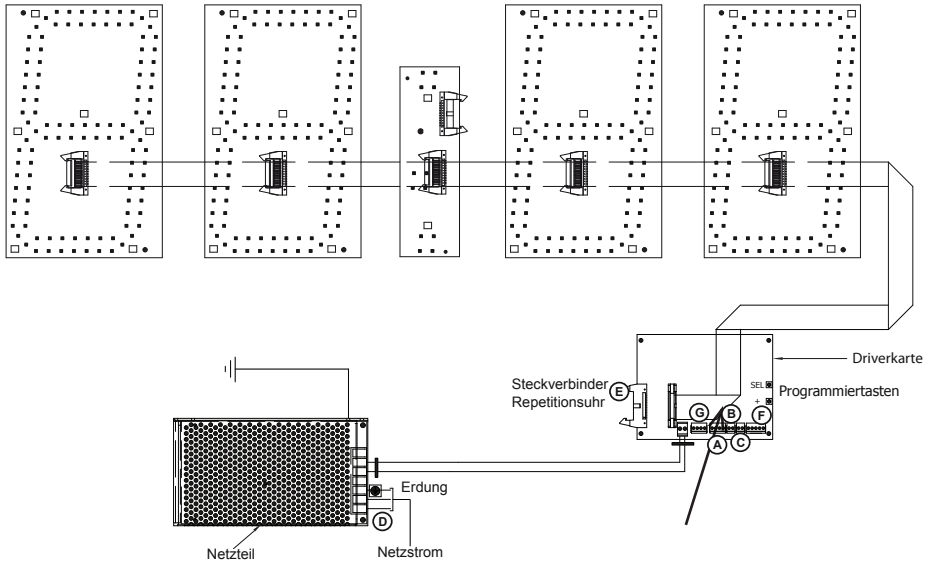 Driverkarte
SEL
Programmiertasten
+
Steckverbinder
Repetitionsuhr
E
G
B
F
A
C
Erdung
D
Netzteil
Netzstrom